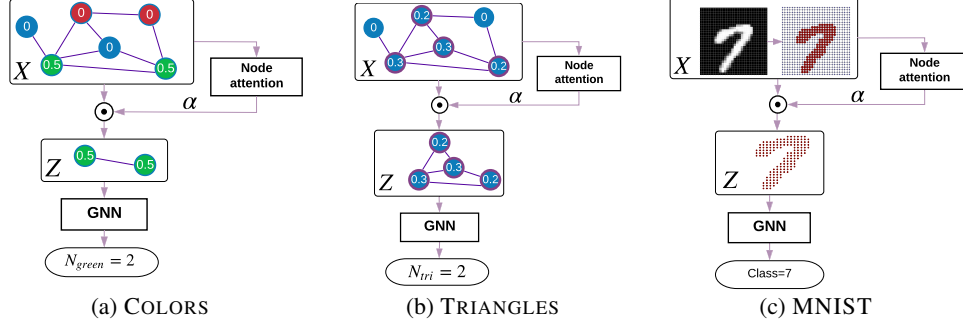 0
0
0
0
0.5
0.5
X
Node
attention
α
0.5
0.5
Z
GNN
N_green = 2
(a) COLORS
0
0.2
0
0.3
0.3
0.2
X
Node
attention
α
0.2
0.3
0.3
0.2
Z
GNN
N_tri = 2
(b) TRIANGLES
X
Node
attention
α
Z
GNN
Class=7
(c) MNIST